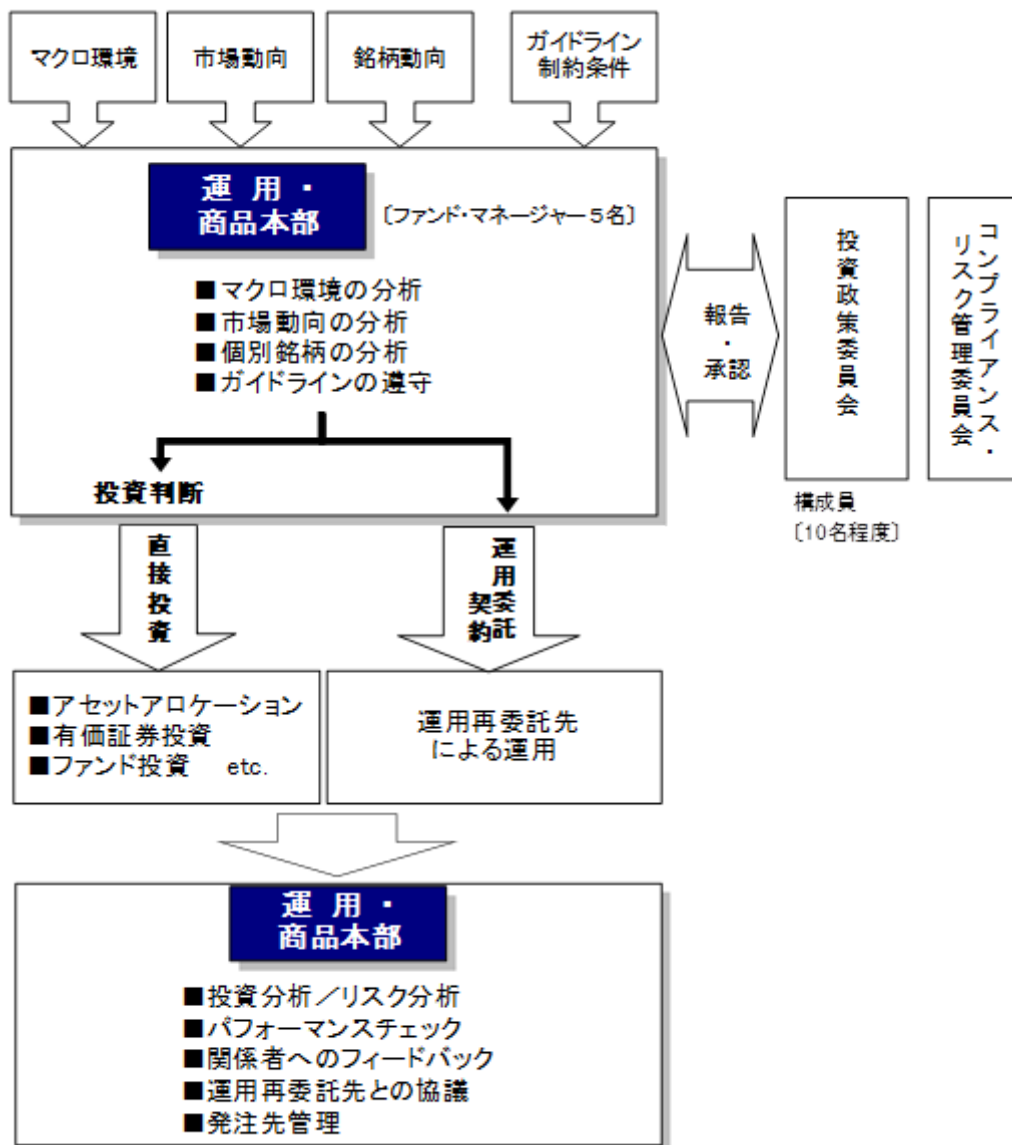 マクロ環境
市場動向
銘柄動向
ガイドライン
制約条件
運 用 ・
商品本部
〔ファンド・マネージャー５名〕
■マクロ環境の分析
■市場動向の分析
■個別銘柄の分析
■ガイドラインの遵守
投資判断
報告
・
承認
投資政策委員会
コンプライアンス・
リスク管理委員会
構成員
〔10名程度〕
直接投資
運用委託
契約
■アセットアロケーション
■有価証券投資
■ファンド投資 etc.
運用再委託先
による運用
運 用 ・
商品本部
■投資分析／リスク分析
■パフォーマンスチェック
■関係者へのフィードバック
■運用再委託先との協議
■発注先管理